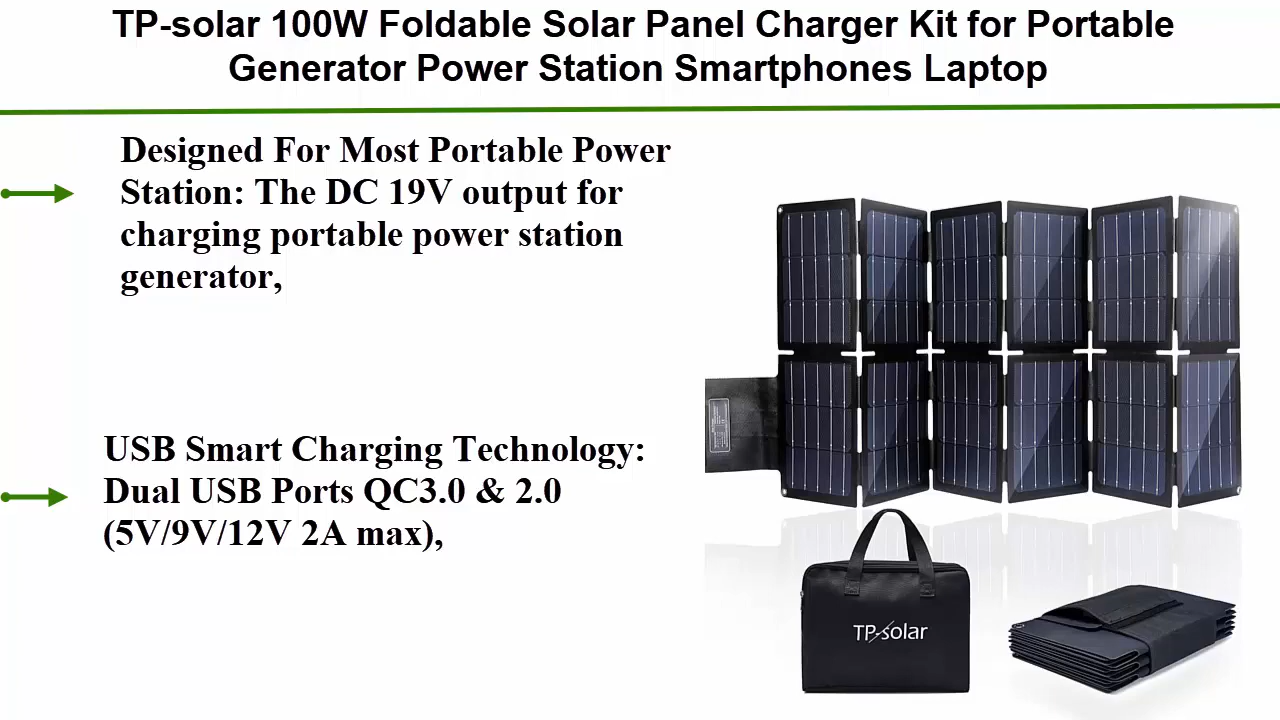 TP-solar 100W Foldable Solar Panel Charger Kit for Portable
Generator Power Station Smartphones Laptop
Designed For Most Portable Power
Station: The DC 19V output for
charging portable power station
generator,
USB Smart Charging Technology:
Dual USB Ports QC3.0 & 2.0
(5V/9V/12V 2A max),
TP-solar